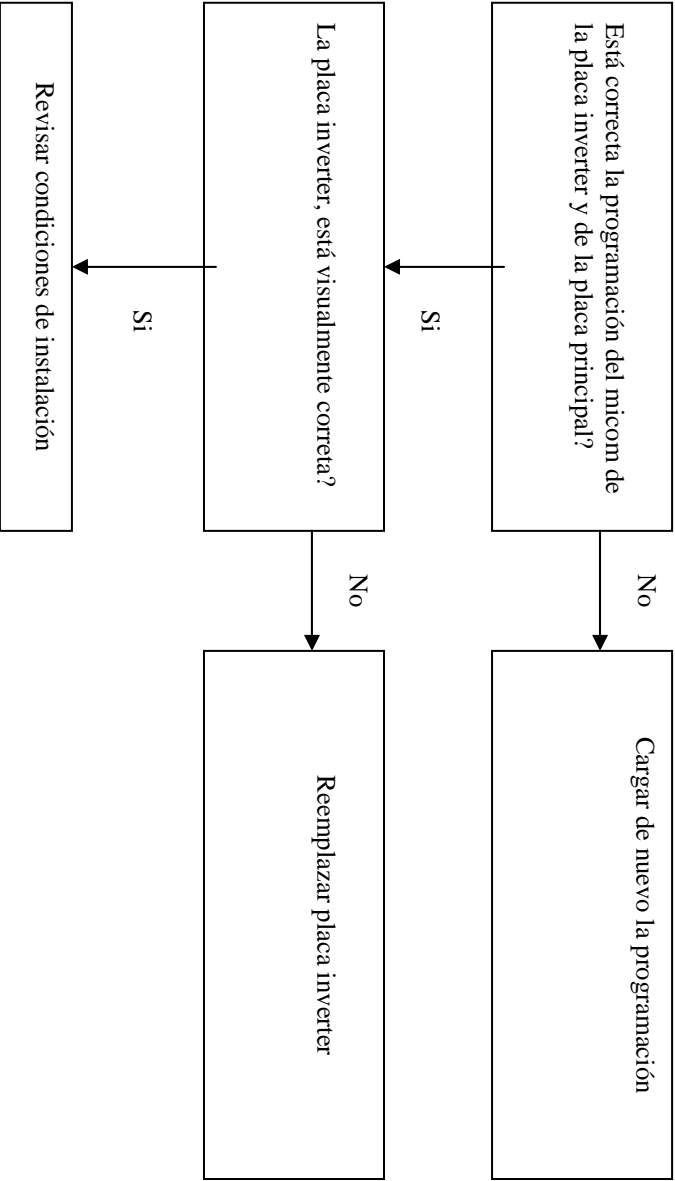 Está correcta la programación del micom de
la placa inverter y de la placa principal?
No
Cargar de nuevo la programación
Si
La placa inverter, está visualmente correta?
No
Reemplazar placa inverter
Si
Revisar condiciones de instalación